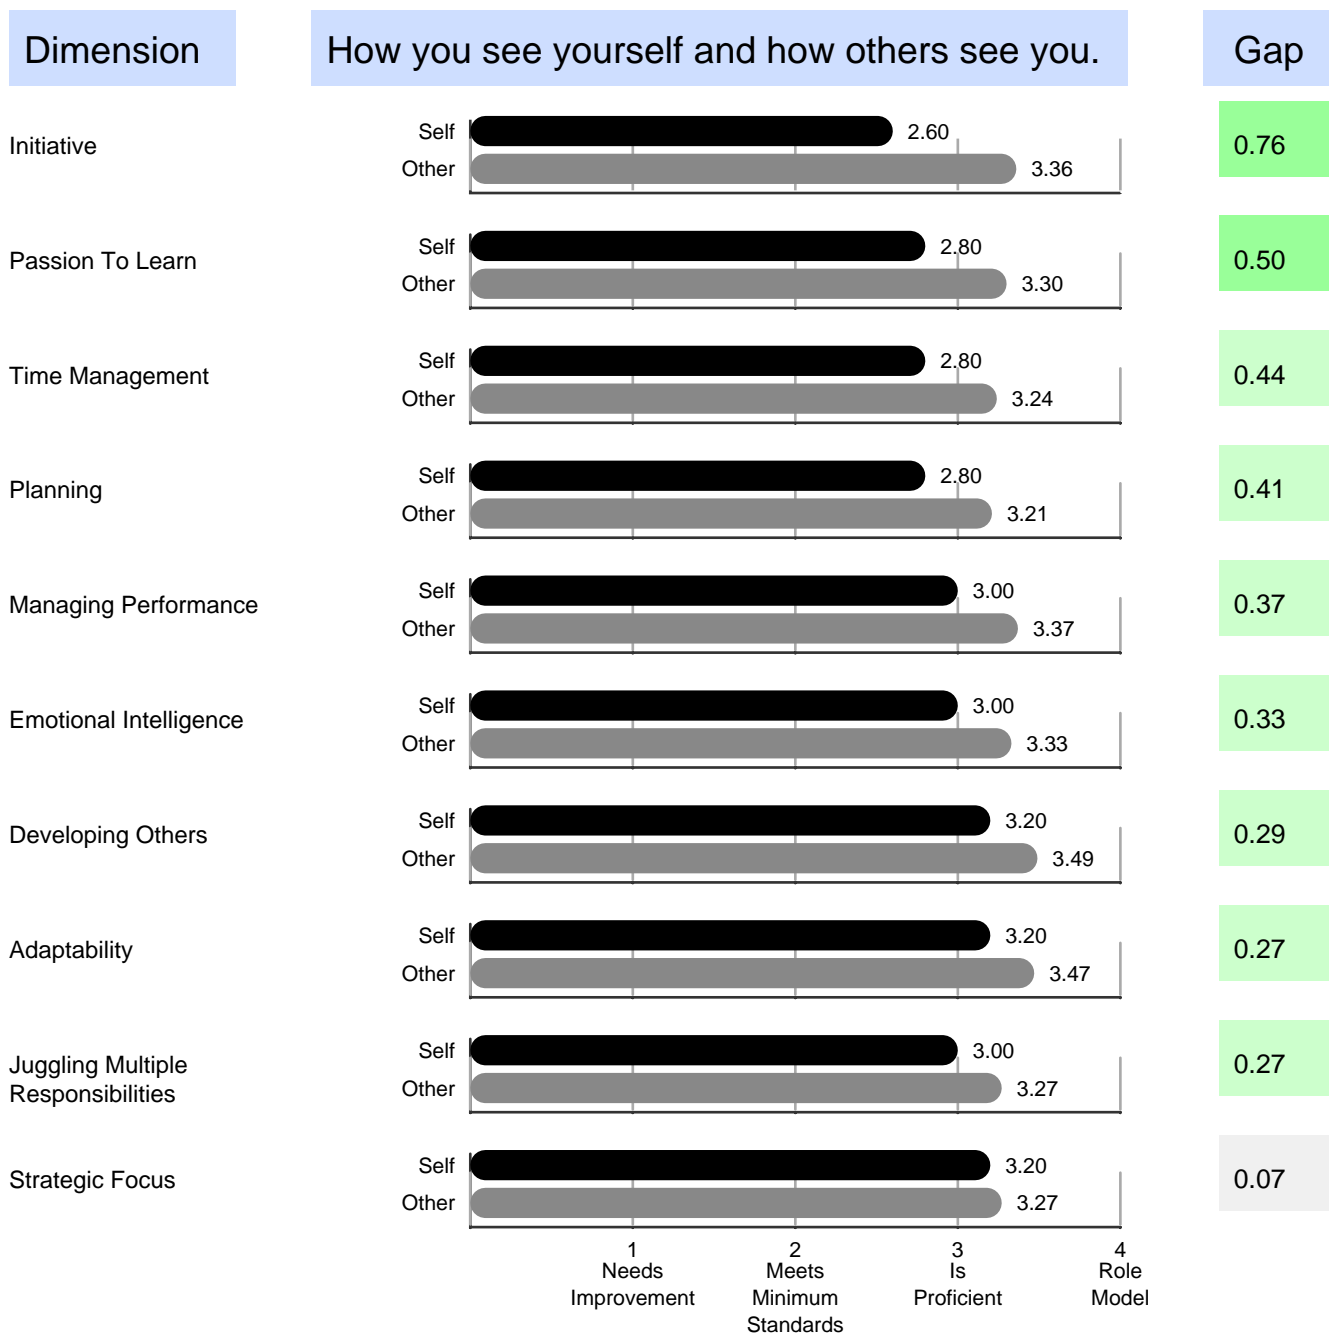 Dimension
How you see yourself and how others see you.
Gap
Initiative
Self
2.60
Other
3.36
0.76
Passion To Learn
Self
2.80
Other
3.30
0.50
Time Management
Self
2.80
Other
3.24
0.44
Planning
Self
2.80
Other
3.21
0.41
Managing Performance
Self
3.00
Other
3.37
0.37
Emotional Intelligence
Self
3.00
Other
3.33
0.33
Developing Others
Self
3.20
Other
3.49
0.29
Adaptability
Self
3.20
Other
3.47
0.27
Juggling Multiple
Responsibilities
Self
3.00
Other
3.27
0.27
Strategic Focus
Self
3.20
Other
3.27
0.07
1
Needs
Improvement
2
Meets
Minimum
Standards
3
Is
Proficient
4
Role
Model